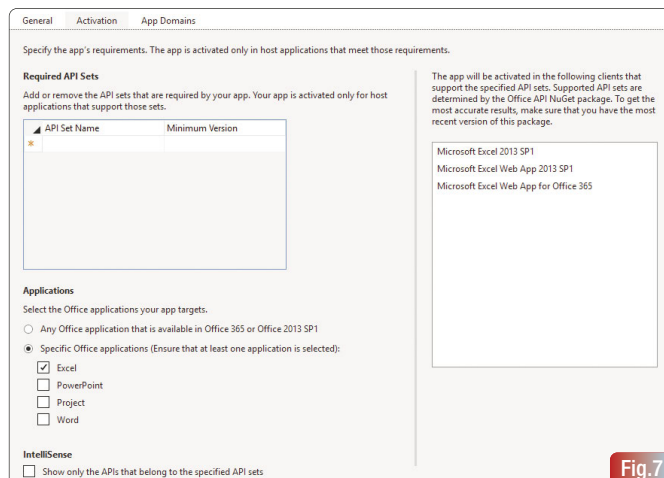 General Activation App Domains
Specify the app's requirements. The app is activated only in host applications that meet those requirements.
Required API Sets
Add or remove the API sets that are required by your app. Your app is activated only for host
applications that support those sets.
API Set Name Minimum Version
Applications
Select the Office applications your app targets.
Any Office application that is available in Office 365 or Office 2013 SP1
Specific Office applications (Ensure that at least one application is selected):
Excel
PowerPoint
Project
Word
IntelliSense
Show only the APIs that belong to the specified API sets
The app will be activated in the following clients that
support the specified API sets. Supported API sets are
determined by the Office API NuGet package. To get the
most accurate results, make sure that you have the most
recent version of this package.
Microsoft Excel 2013 SP1
Microsoft Excel Web App 2013 SP1
Microsoft Excel Web App for Office 365
Fig.7